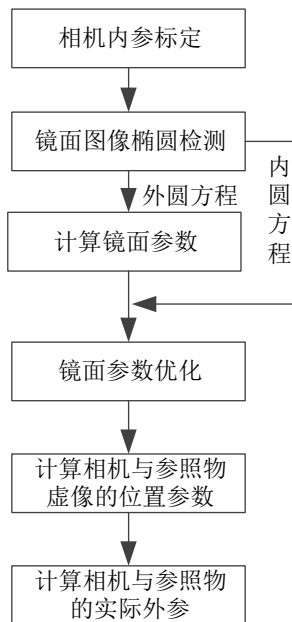 相机内参标定
镜面图像椭圆检测
外圆方程
内圆方程
计算镜面参数
镜面参数优化
计算相机与参照物
虚像的位置参数
计算相机与参照物
的实际外参